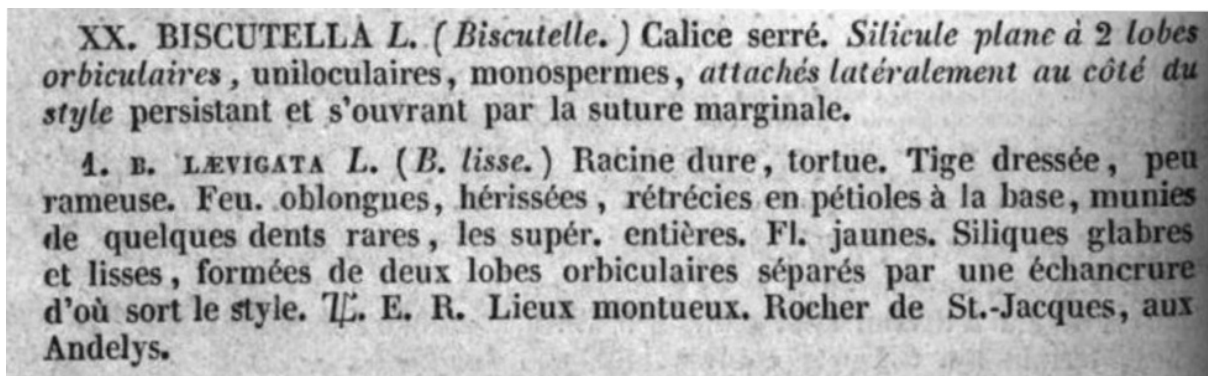 XX. BISCUTELLA L. (Biscutelle.) Calice serré. Silicule plane à 2 lobes
orbiculaires, uniloculaires, monospermes, attachés latéralement au côté du
style persistant et s'ouvrant par la suture marginale.
1. B. LÆVIGATA L. (B. lisse.) Racine dure, tortue. Tige dressée, peu
rameuse. Feu. oblongues, hérissées, rétrécies en pétioles à la base, munies
de quelques dents rares, les supér. entières. Fl. jaunes. Siliques glabres
et lisses, formées de deux lobes orbiculaires séparés par une échancrure
d'où sort le style. ♃. E. R. Lieux montueux. Rocher de St.-Jacques, aux
Andelys.